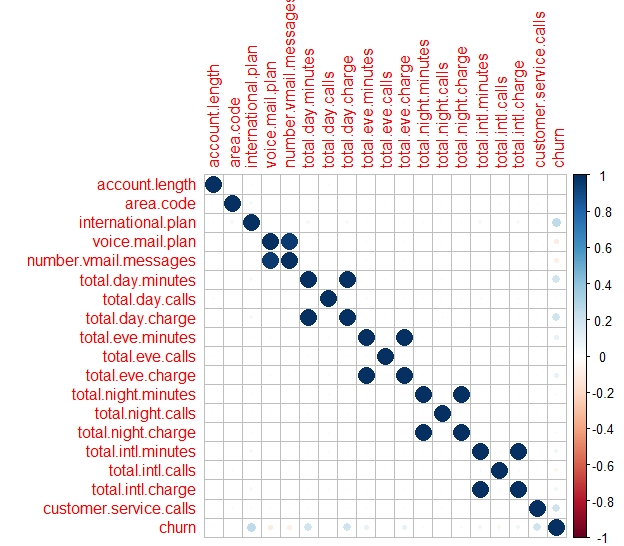 account.length
area.code
international.plan
voice.mail.plan
number.vmail.messages
total.day.minutes
total.day.calls
total.day.charge
total.eve.minutes
total.eve.calls
total.eve.charge
total.night.minutes
total.night.calls
total.night.charge
total.intl.minutes
total.intl.calls
total.intl.charge
customer.service.calls
churn
account.length
area.code
international.plan
voice.mail.plan
number.vmail.messages
total.day.minutes
total.day.calls
total.day.charge
total.eve.minutes
total.eve.calls
total.eve.charge
total.night.minutes
total.night.calls
total.night.charge
total.intl.minutes
total.intl.calls
total.intl.charge
customer.service.calls
churn
1
0.8
0.6
0.4
0.2
0
-0.2
-0.4
-0.6
-0.8
-1